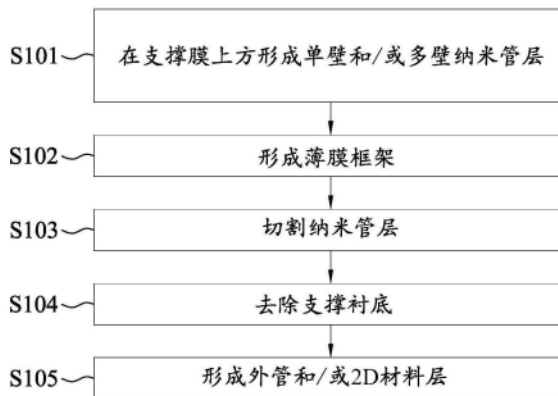 S101 在支撑膜上方形成单壁和/或多壁纳米管层
S102 形成薄膜框架
S103 切割纳米管层
S104 去除支撑衬底
S105 形成外管和/或2D材料层